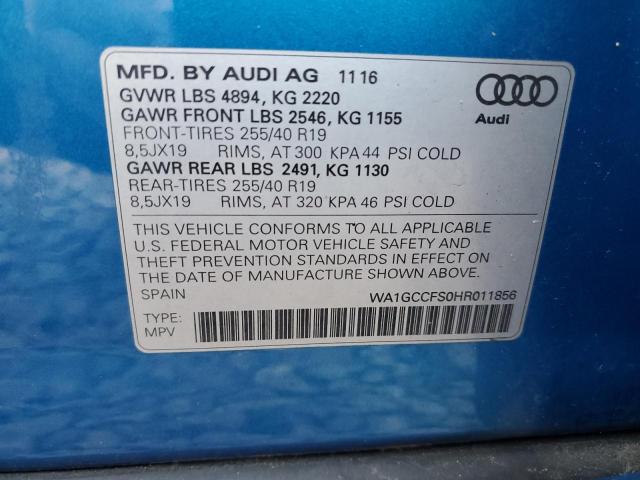 MFD. BY AUDI AG 11 16
GVWR LBS 4894, KG 2220
GAWR FRONT LBS 2546, KG 1155
FRONT-TIRES 255/40 R19
8,5JX19 RIMS, AT 300 KPA 44 PSI COLD
GAWR REAR LBS 2491, KG 1130
REAR-TIRES 255/40 R19
8,5JX19 RIMS, AT 320 KPA 46 PSI COLD
Audi
THIS VEHICLE CONFORMS TO ALL APPLICABLE
U.S. FEDERAL MOTOR VEHICLE SAFETY AND
THEFT PREVENTION STANDARDS IN EFFECT ON
THE DATE OF MANUFACTURE SHOWN ABOVE.
SPAIN WA1GCCFS0HR011856
TYPE:
MPV